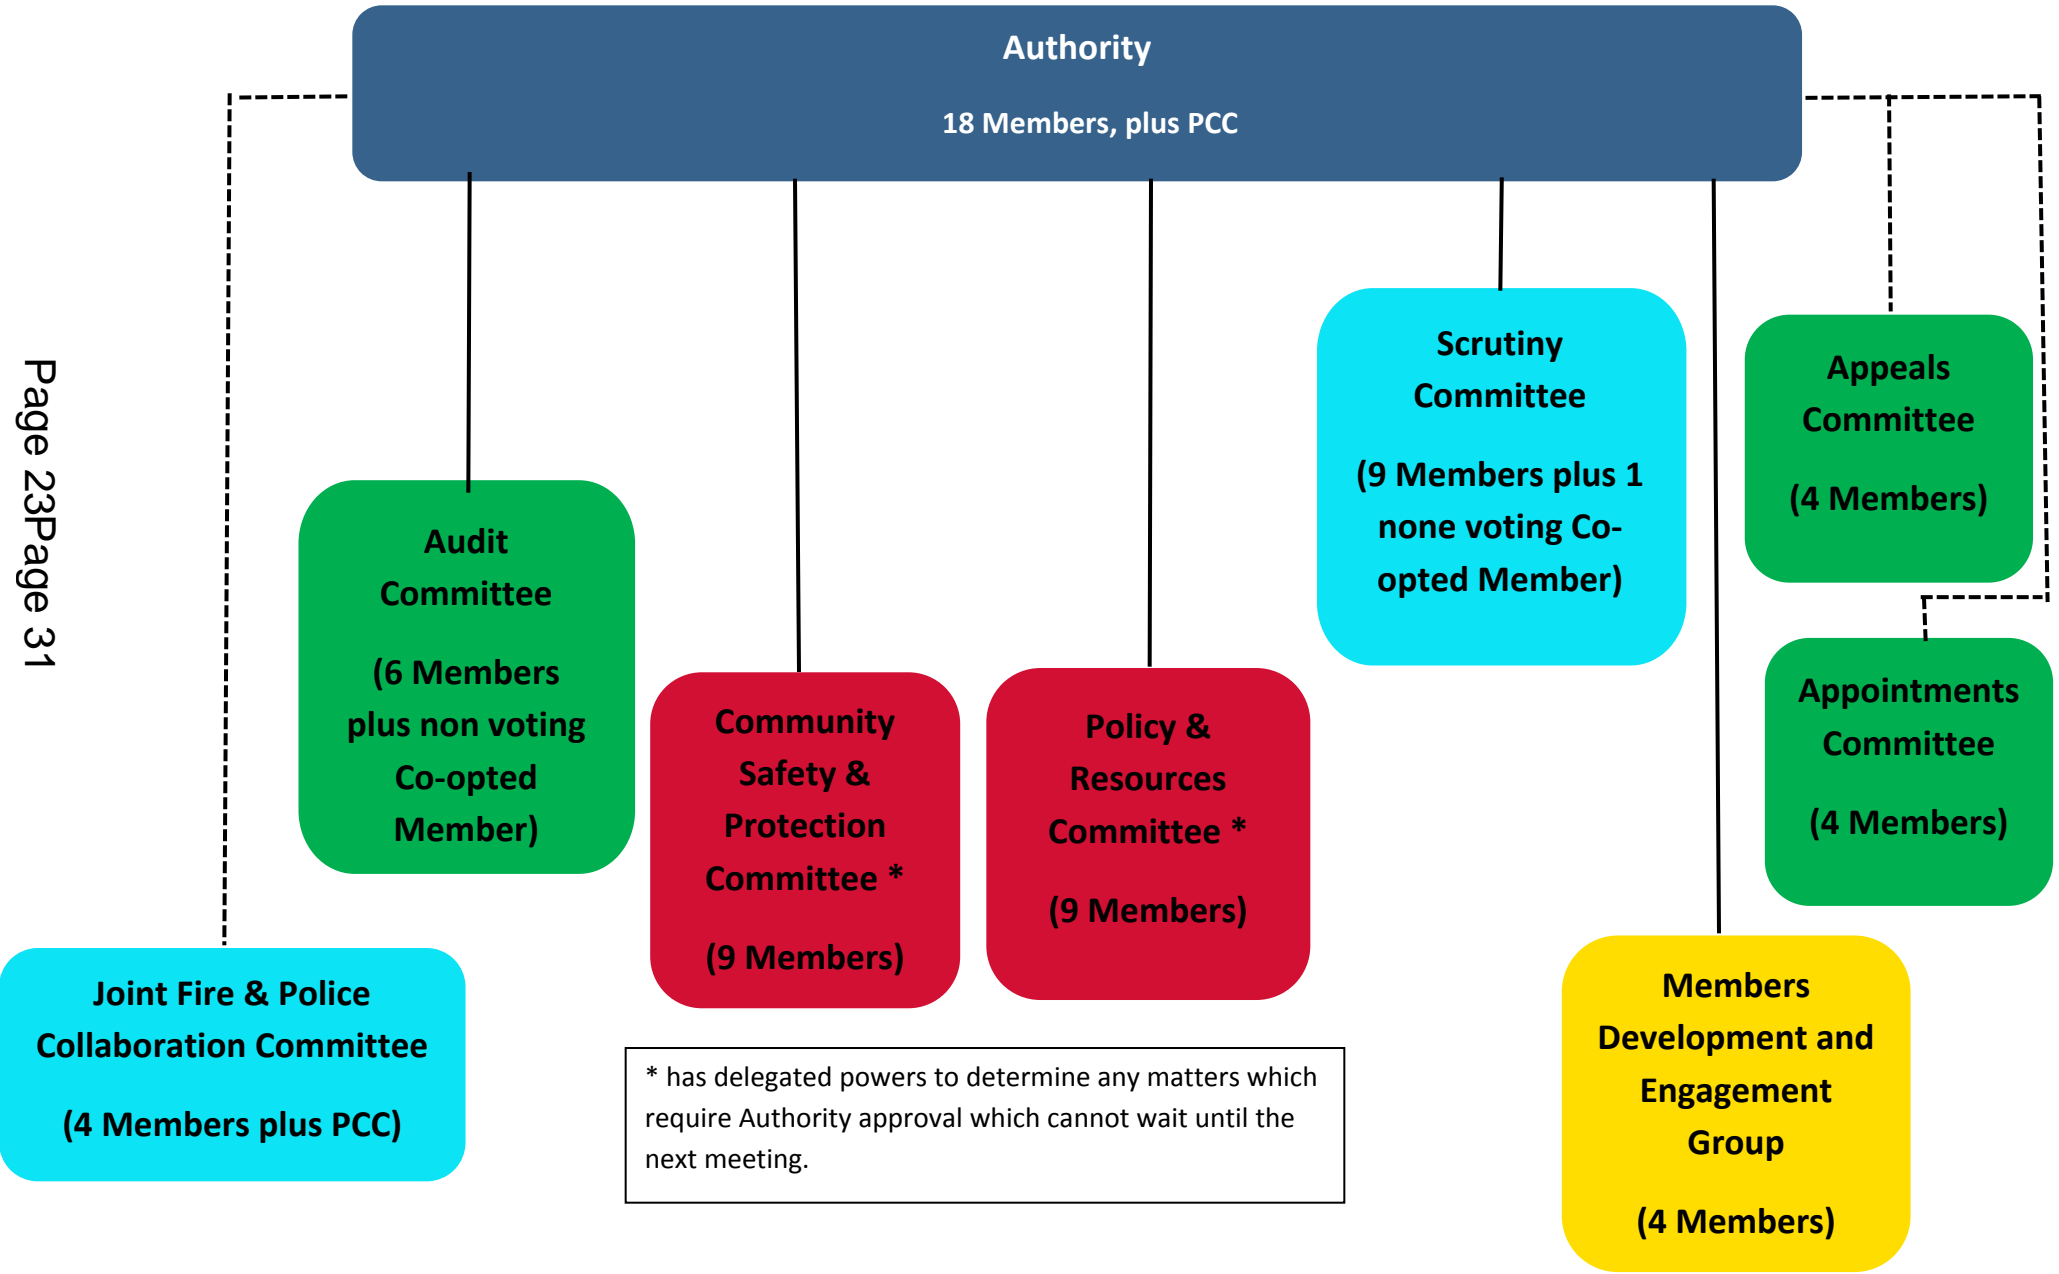 Authority
18 Members, plus PCC
Scrutiny
Committee
(9 Members plus 1
none voting Co-
opted Member)
Appeals
Committee
(4 Members)
Audit
Committee
(6 Members
plus non voting
Co-opted
Member)
Community
Safety &
Protection
Committee *
(9 Members)
Policy &
Resources
Committee *
(9 Members)
Appointments
Committee
(4 Members)
Joint Fire & Police
Collaboration Committee
(4 Members plus PCC)
Members
Development and
Engagement
Group
(4 Members)
* has delegated powers to determine any matters which
require Authority approval which cannot wait until the
next meeting.
Page 23Page 31